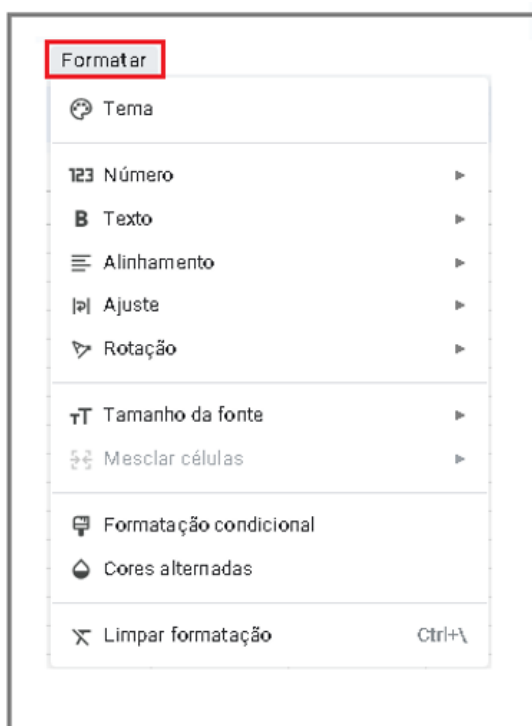 Formatar
Tema
123 Número
B Texto
Alinhamento
Ajuste
Rotação
TT Tamanho da fonte
Mesclar células
Formatação condicional
Cores alternadas
Limpar formatação Ctrl+\